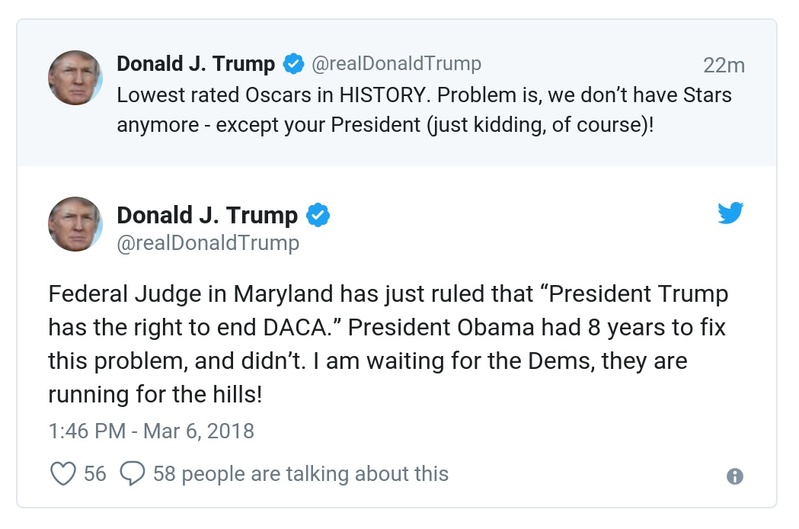 Donald J. Trump @realDonaldTrump 22m
Lowest rated Oscars in HISTORY. Problem is, we don’t have Stars
anymore - except your President (just kidding, of course)!
Donald J. Trump
@realDonaldTrump
Federal Judge in Maryland has just ruled that “President Trump
has the right to end DACA.” President Obama had 8 years to fix
this problem, and didn’t. I am waiting for the Dems, they are
running for the hills!
1:46 PM - Mar 6, 2018
56 58 people are talking about this